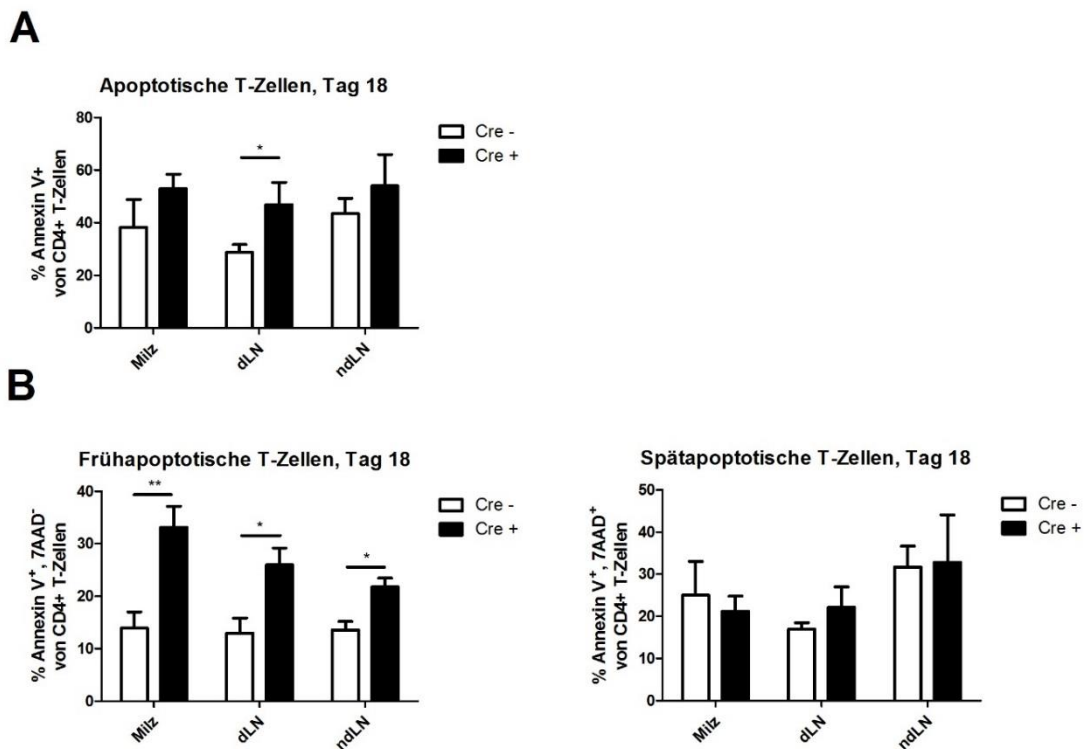 A
Apoptotische T-Zellen, Tag 18
% Annexin V+
von CD4+ T-Zellen
80
60
40
20
0
*
Milz
dLN
ndLN
Cre -
Cre +
B
Frühapoptotische T-Zellen, Tag 18
% Annexin V⁺, 7AAD⁻
von CD4+ T-Zellen
40
30
20
10
0
**
*
*
Milz
dLN
ndLN
Cre -
Cre +
Spätapoptotische T-Zellen, Tag 18
% Annexin V⁺, 7AAD⁺
von CD4+ T-Zellen
50
40
30
20
10
0
Milz
dLN
ndLN
Cre -
Cre +